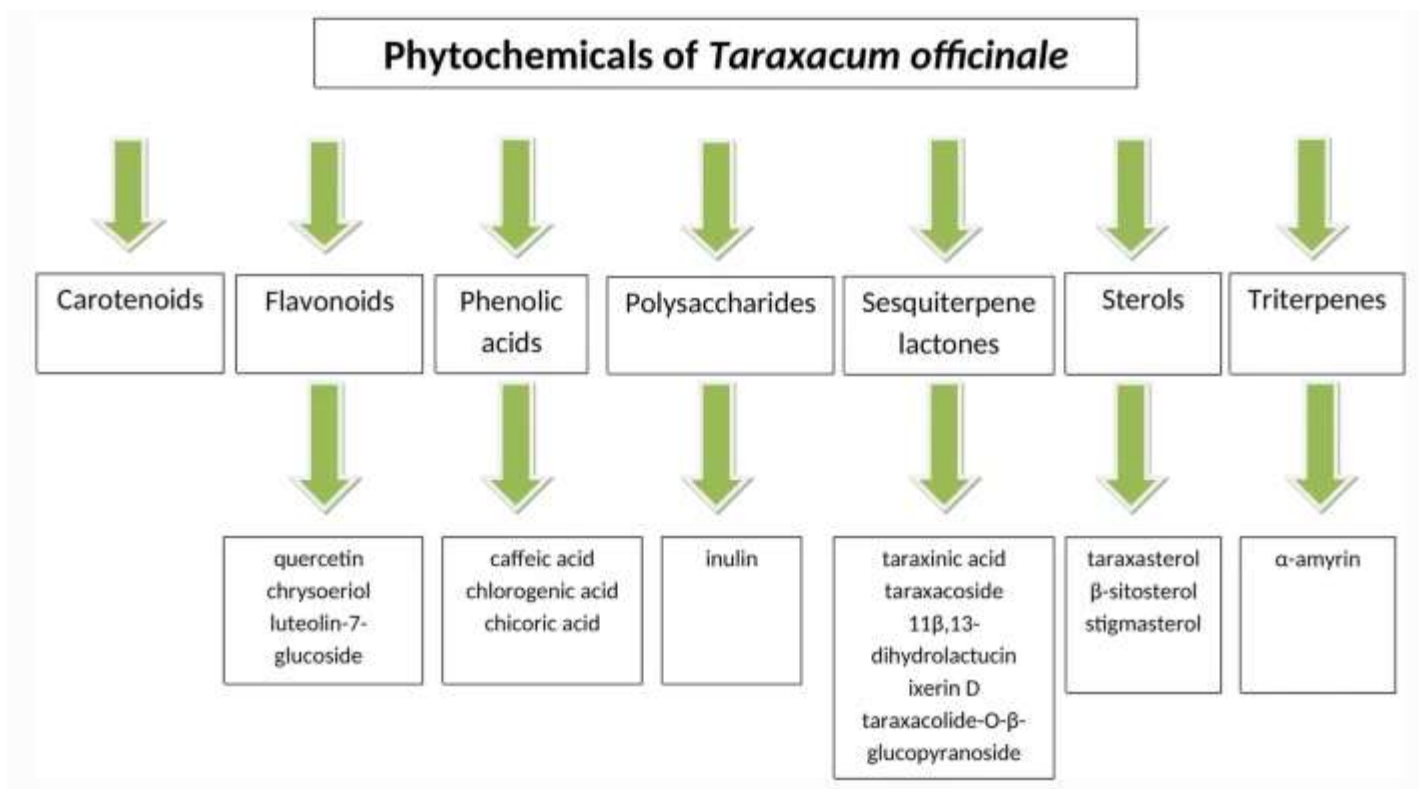 Phytochemicals of Taraxacum officinale
Carotenoids
Flavonoids
Phenolic
acids
Polysaccharides
Sesquiterpene
lactones
Sterols
Triterpenes
quercetin
chrysoeriol
luteolin-7-
glucoside
caffeic acid
chlorogenic acid
chicoric acid
inulin
taraxinic acid
taraxacoside
11β,13-
dihydrolactucin
ixerin D
taraxacolide-O-β-
glucopyranoside
taraxasterol
β-sitosterol
stigmasterol
α-amyrin